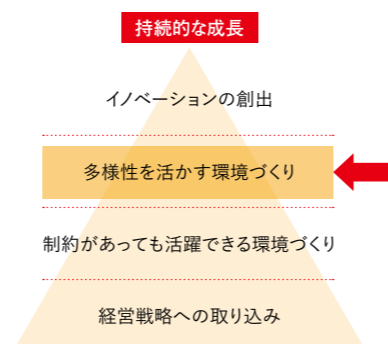 持続的な成長
イノベーションの創出
多様性を活かす環境づくり
制約があっても活躍できる環境づくり
経営戦略への取り込み